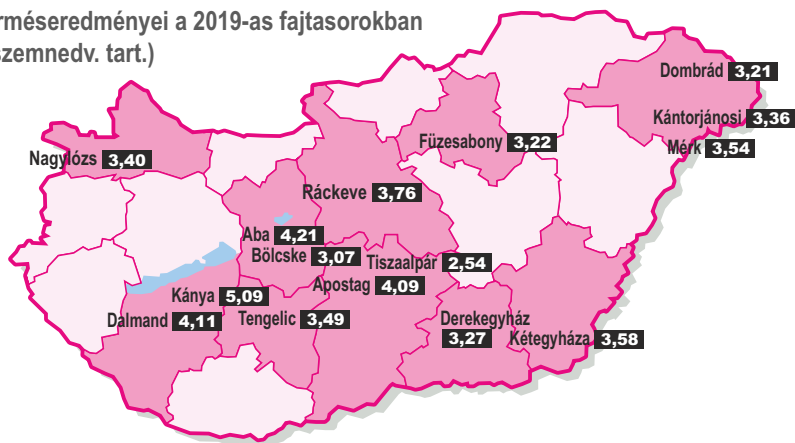 terméseredményei a 2019-as fajtasorokban
szemnedv. tart.)
Dombrád 3,21
Kántorjánosi 3,36
Füzesabony 3,22
Mérk 3,54
Nagylózs 3,40
Ráckeve 3,76
Aba 4,21
Bölcske 3,07
Tiszaalpár 2,54
Apostag 4,09
Kánya 5,09
Dalmand 4,11
Tengelic 3,49
Derekegyház
3,27
Kétegyháza 3,58